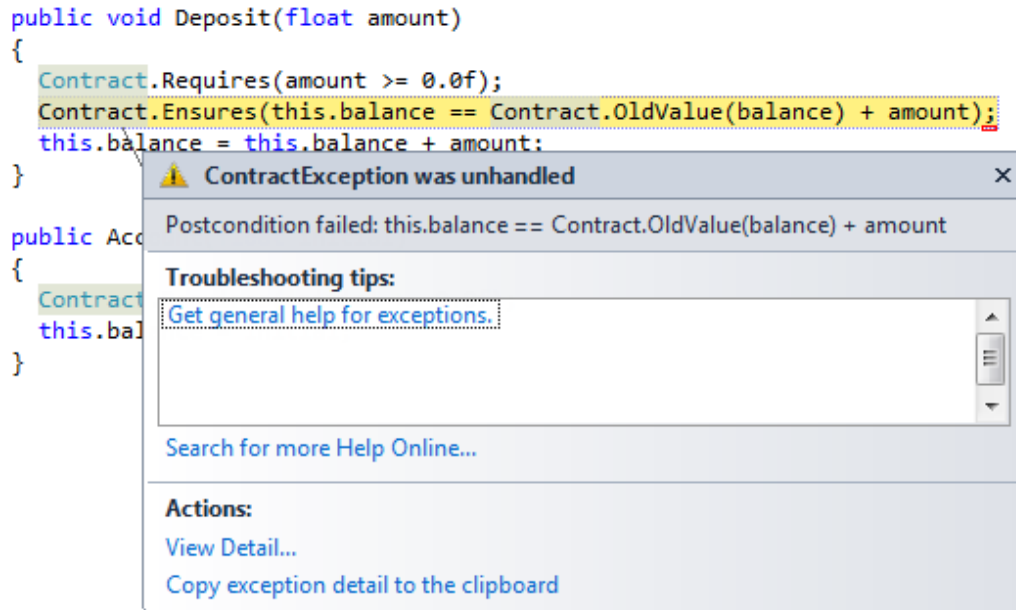 public void Deposit(float amount)
{
Contract.Requires(amount >= 0.0f);
Contract.Ensures(this.balance == Contract.OldValue(balance) + amount);
this.balance = this.balance + amount;
}
ContractException was unhandled
Postcondition failed: this.balance == Contract.OldValue(balance) + amount
public Acc
{
Troubleshooting tips:
Contract
Get general help for exceptions.
this.bal
}
Search for more Help Online...
Actions:
View Detail...
Copy exception detail to the clipboard